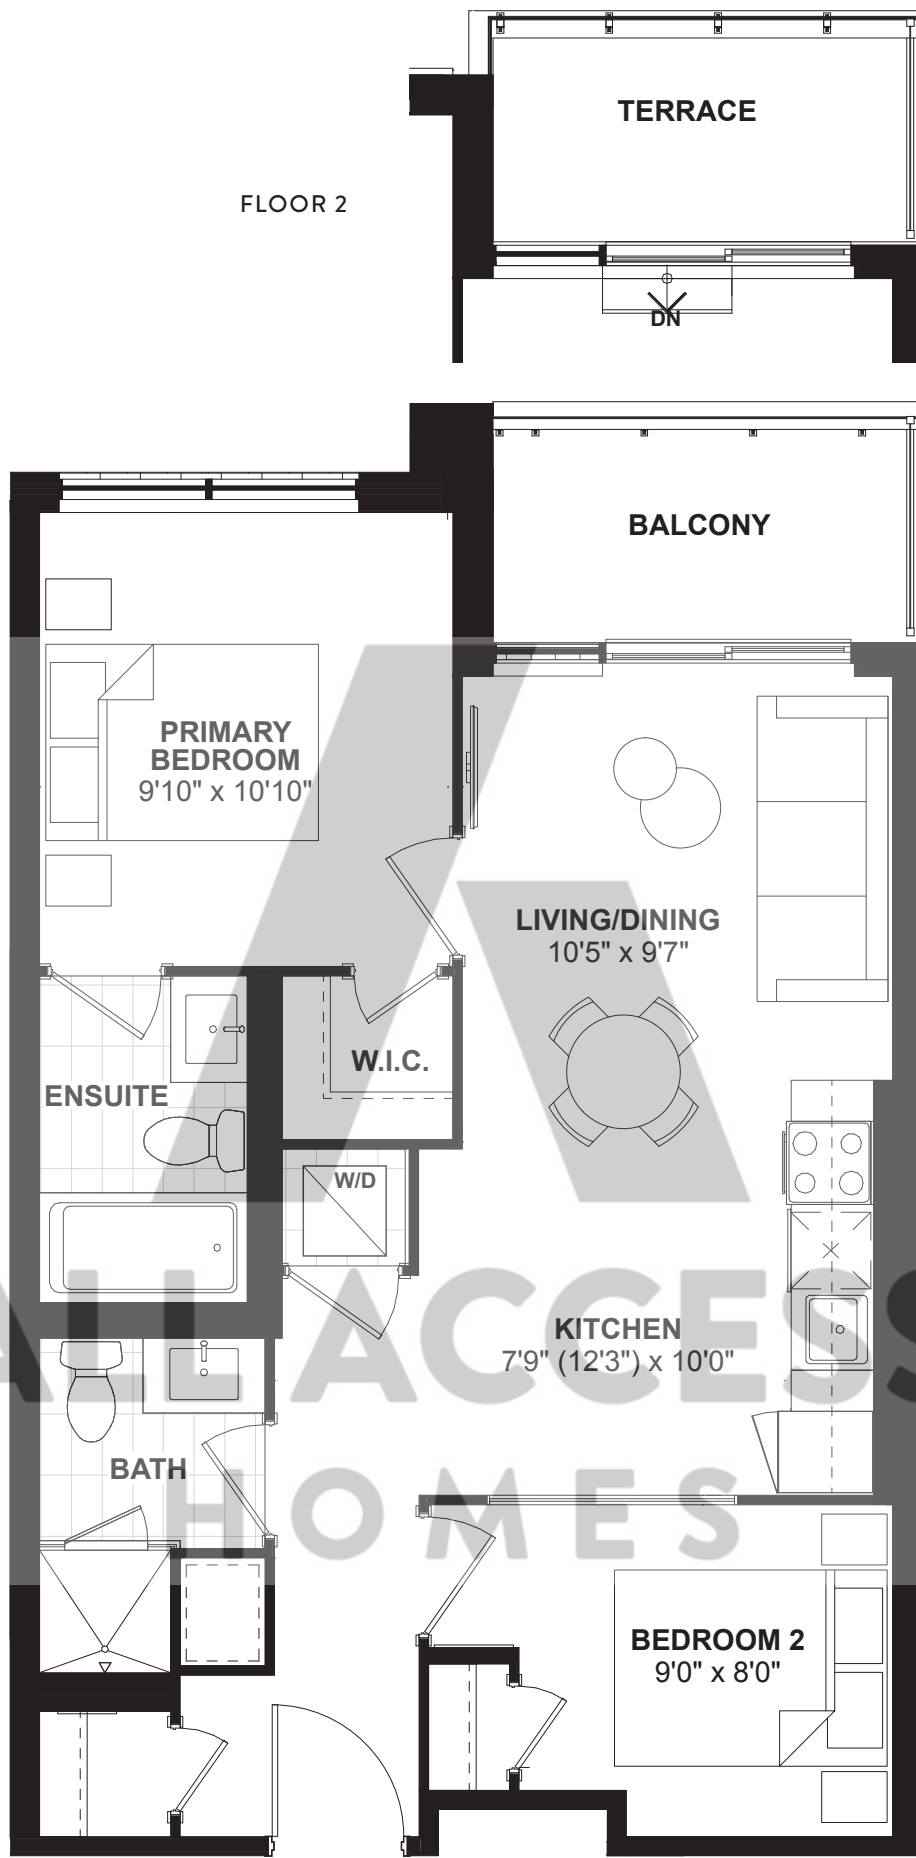 TERRACE
FLOOR 2
DN
BALCONY
PRIMARY
BEDROOM
9'10" x 10'10"
LIVING/DINING
10'5" x 9'7"
W.I.C.
ENSUITE
W/D
ALL ACCESS
KITCHEN
7'9" (12'3") x 10'0"
BATH
HOMES
BEDROOM 2
9'0" x 8'0"